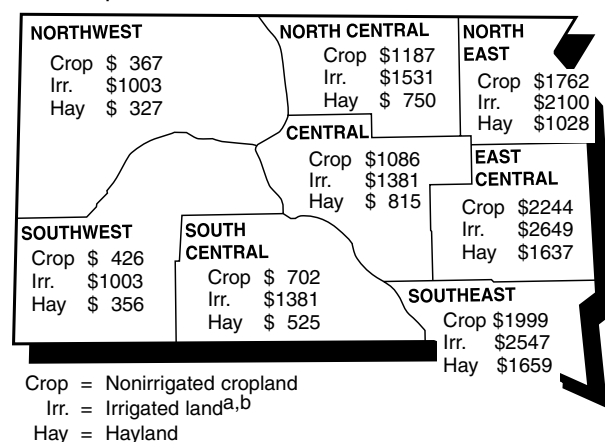 NORTHWEST
Crop $ 367
Irr. $1003
Hay $ 327
NORTH CENTRAL
Crop $1187
Irr. $1531
Hay $ 750
NORTH
EAST
Crop $1762
Irr. $2100
Hay $1028
CENTRAL
Crop $1086
Irr. $1381
Hay $ 815
EAST
CENTRAL
Crop $2244
Irr. $2649
Hay $1637
SOUTHWEST
Crop $ 426
Irr. $1003
Hay $ 356
SOUTH
CENTRAL
Crop $ 702
Irr. $1381
Hay $ 525
SOUTHEAST
Crop $1999
Irr. $2547
Hay $1659
Crop = Nonirrigated cropland
Irr. = Irrigated landa,b
Hay = Hayland